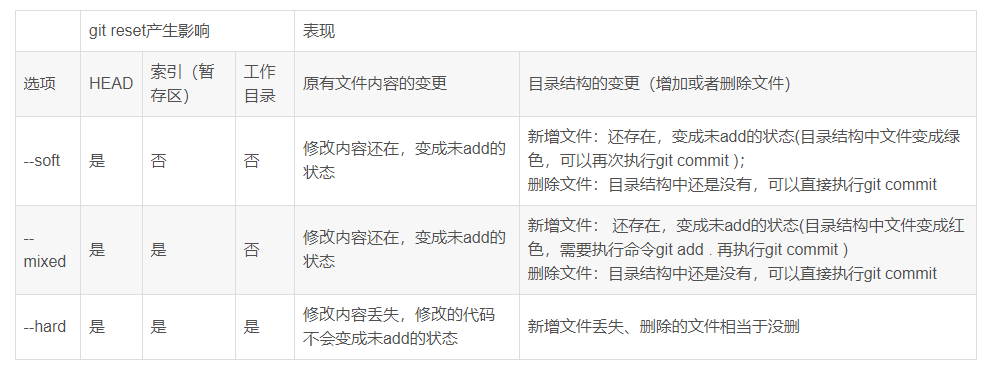 git reset产生影响
表现
选项
HEAD
索引（暂
存区）
工作
目录
原有文件内容的变更
目录结构的变更（增加或者删除文件）
--soft
是
否
否
修改内容还在，变成未add的
状态
新增文件：还存在，变成未add的状态(目录结构中文件变成绿
色，可以再次执行git commit )；
删除文件：目录结构中还是没有，可以直接执行git commit
--
mixed
是
是
否
修改内容还在，变成未add的
状态
新增文件： 还存在，变成未add的状态(目录结构中文件变成红
色，需要执行命令git add . 再执行git commit )
删除文件：目录结构中还是没有，可以直接执行git commit
--hard
是
是
是
修改内容丢失，修改的代码
不会变成未add的状态
新增文件丢失、删除的文件相当于没删